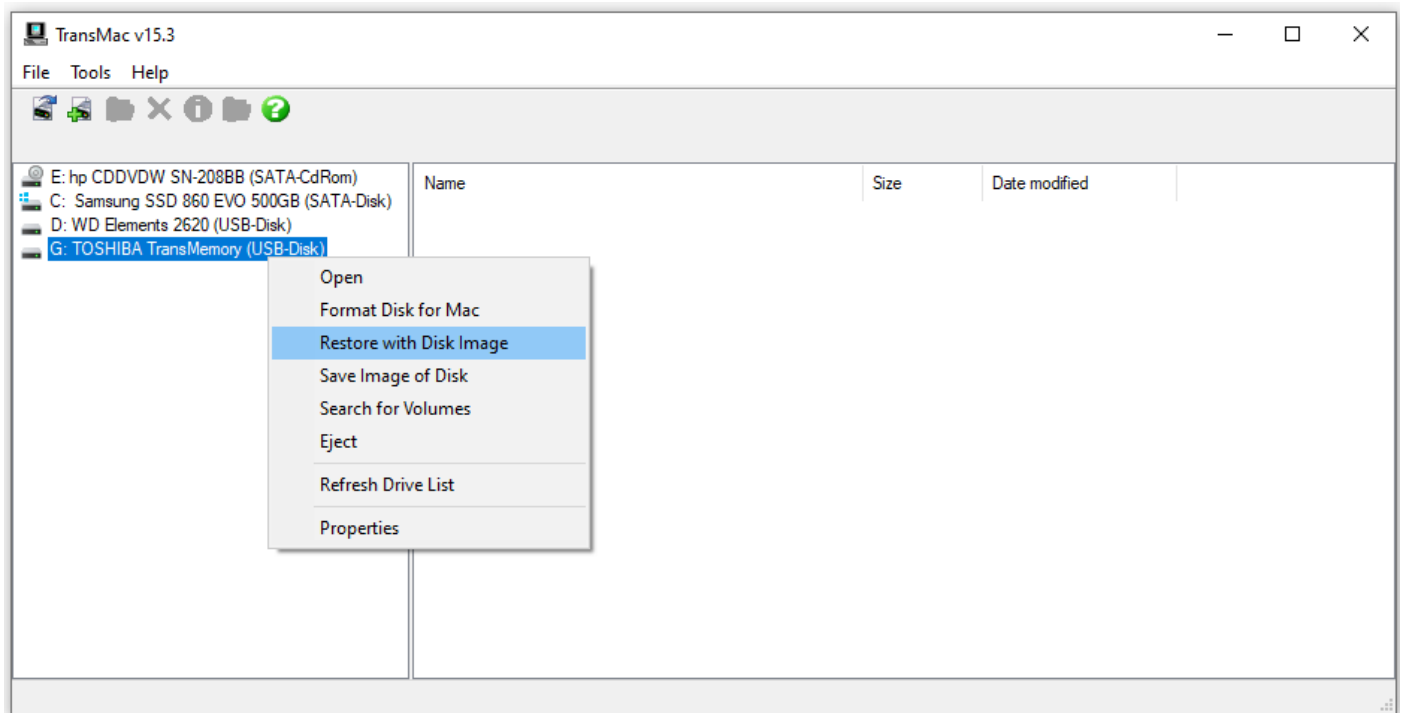 TransMac v15.3
File Tools Help
E: hp CDDVDW SN-208BB (SATA-CdRom)
C: Samsung SSD 860 EVO 500GB (SATA-Disk)
D: WD Elements 2620 (USB-Disk)
G: TOSHIBA TransMemory (USB-Disk)
Name Size Date modified
Open
Format Disk for Mac
Restore with Disk Image
Save Image of Disk
Search for Volumes
Eject
Refresh Drive List
Properties